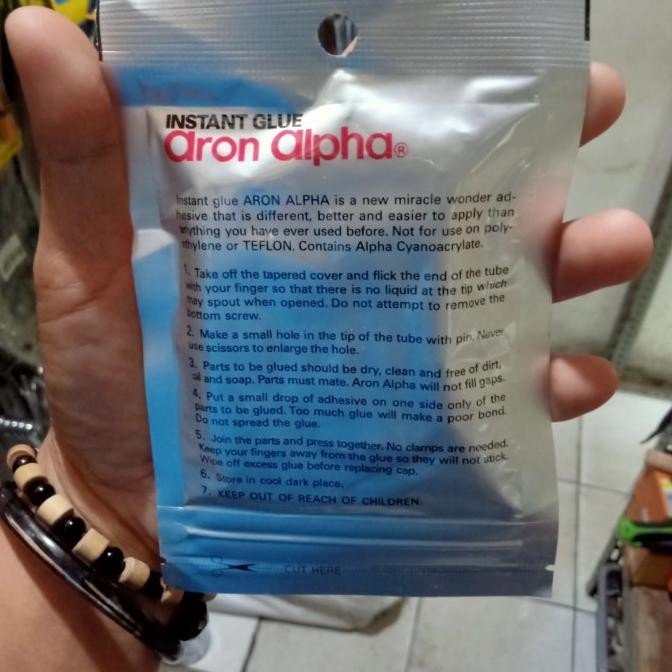 INSTANT GLUE
aron alpha®
Instant glue ARON ALPHA is a new miracle wonder ad-
hesive that is different, better and easier to apply than
anything you have ever used before. Not for use on poly-
ethylene or TEFLON. Contains Alpha Cyanoacrylate.
1. Take off the tapered cover and flick the end of the tube
with your finger so that there is no liquid at the tip which
may spout when opened. Do not attempt to remove the
bottom screw.
2. Make a small hole in the tip of the tube with pin. Never
use scissors to enlarge the hole.
3. Parts to be glued should be dry, clean and free of dirt,
oil and soap. Parts must mate. Aron Alpha will not fill gaps.
4. Put a small drop of adhesive on one side only of the
parts to be glued. Too much glue will make a poor bond.
Do not spread the glue.
5. Join the parts and press together. No clamps are needed.
Keep your fingers away from the glue so they will not stick.
Wipe off excess glue before replacing cap.
6. Store in cool dark place.
7. KEEP OUT OF REACH OF CHILDREN.
CUT HERE